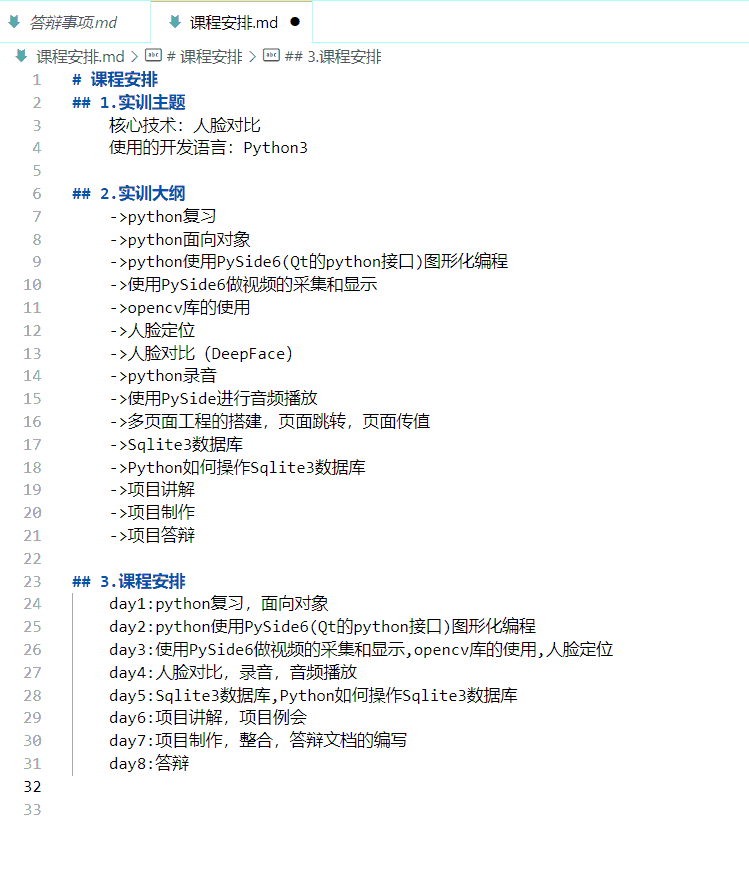 答辩事项.md
课程安排.md ●
课程安排.md > # 课程安排 > ## 3.课程安排
1 # 课程安排
2 ## 1.实训主题
3 核心技术：人脸对比
4 使用的开发语言：Python3
5
6 ## 2.实训大纲
7 ->python复习
8 ->python面向对象
9 ->python使用PySide6(Qt的python接口)图形化编程
10 ->使用PySide6做视频的采集和显示
11 ->opencv库的使用
12 ->人脸定位
13 ->人脸对比（DeepFace）
14 ->python录音
15 ->使用PySide进行音频播放
16 ->多页面工程的搭建，页面跳转，页面传值
17 ->Sqlite3数据库
18 ->Python如何操作Sqlite3数据库
19 ->项目讲解
20 ->项目制作
21 ->项目答辩
22
23 ## 3.课程安排
24 day1:python复习，面向对象
25 day2:python使用PySide6(Qt的python接口)图形化编程
26 day3:使用PySide6做视频的采集和显示,opencv库的使用,人脸定位
27 day4:人脸对比，录音，音频播放
28 day5:Sqlite3数据库,Python如何操作Sqlite3数据库
29 day6:项目讲解，项目例会
30 day7:项目制作，整合，答辩文档的编写
31 day8:答辩
32
33